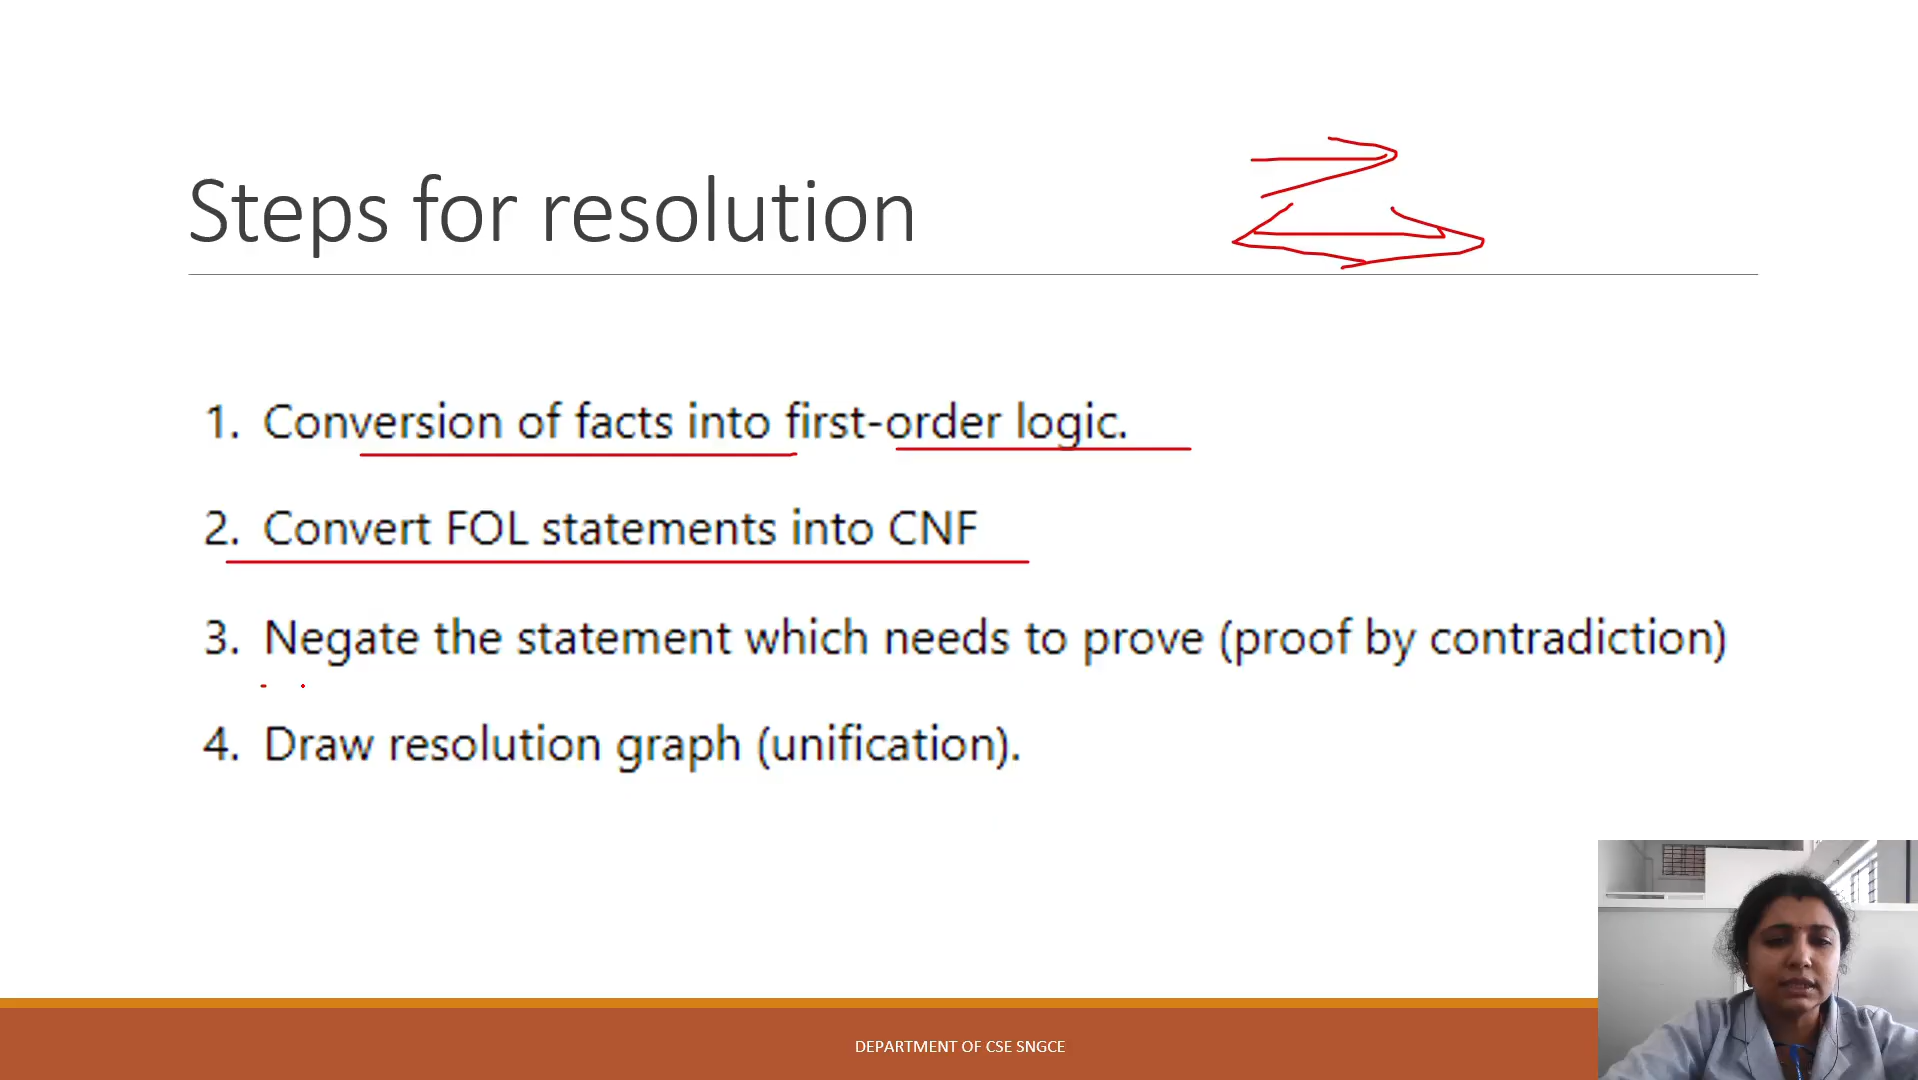 Steps for resolution
1. Conversion of facts into first-order logic.
2. Convert FOL statements into CNF
3. Negate the statement which needs to prove (proof by contradiction)
4. Draw resolution graph (unification).
DEPARTMENT OF CSE SNGCE